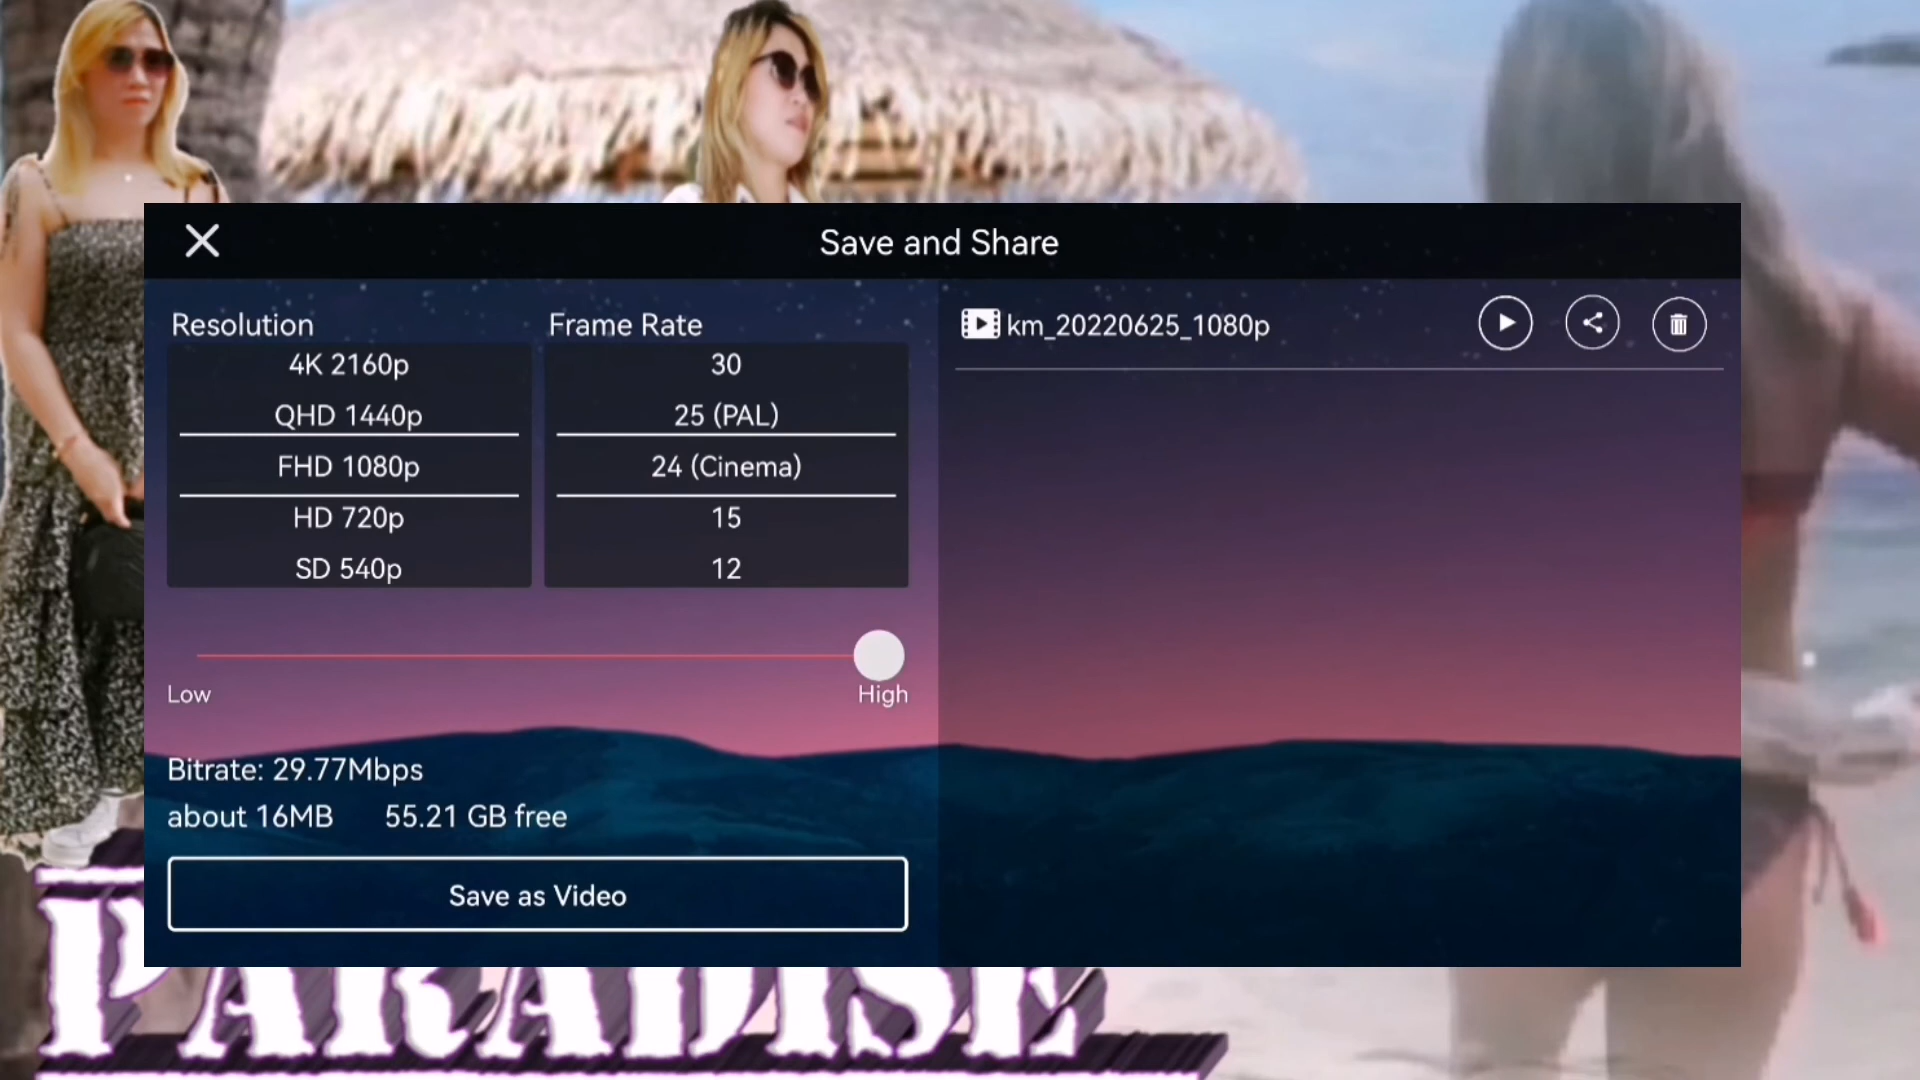 Save and Share
Resolution
4K 2160p
QHD 1440p
FHD 1080p
HD 720p
SD 540p
Frame Rate
30
25 (PAL)
24 (Cinema)
15
12
km_20220625_1080p
Low
High
Bitrate: 29.77Mbps
about 16MB 55.21 GB free
Save as Video
PARADISE